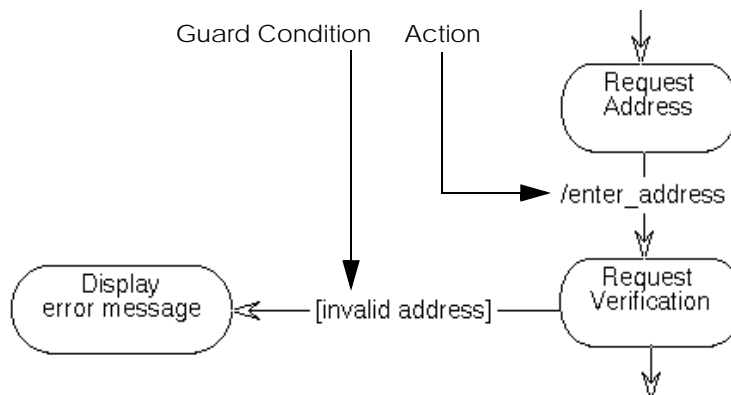 Guard Condition
Action
Request
Address
/enter_address
Display
error message
[invalid address]
Request
Verification